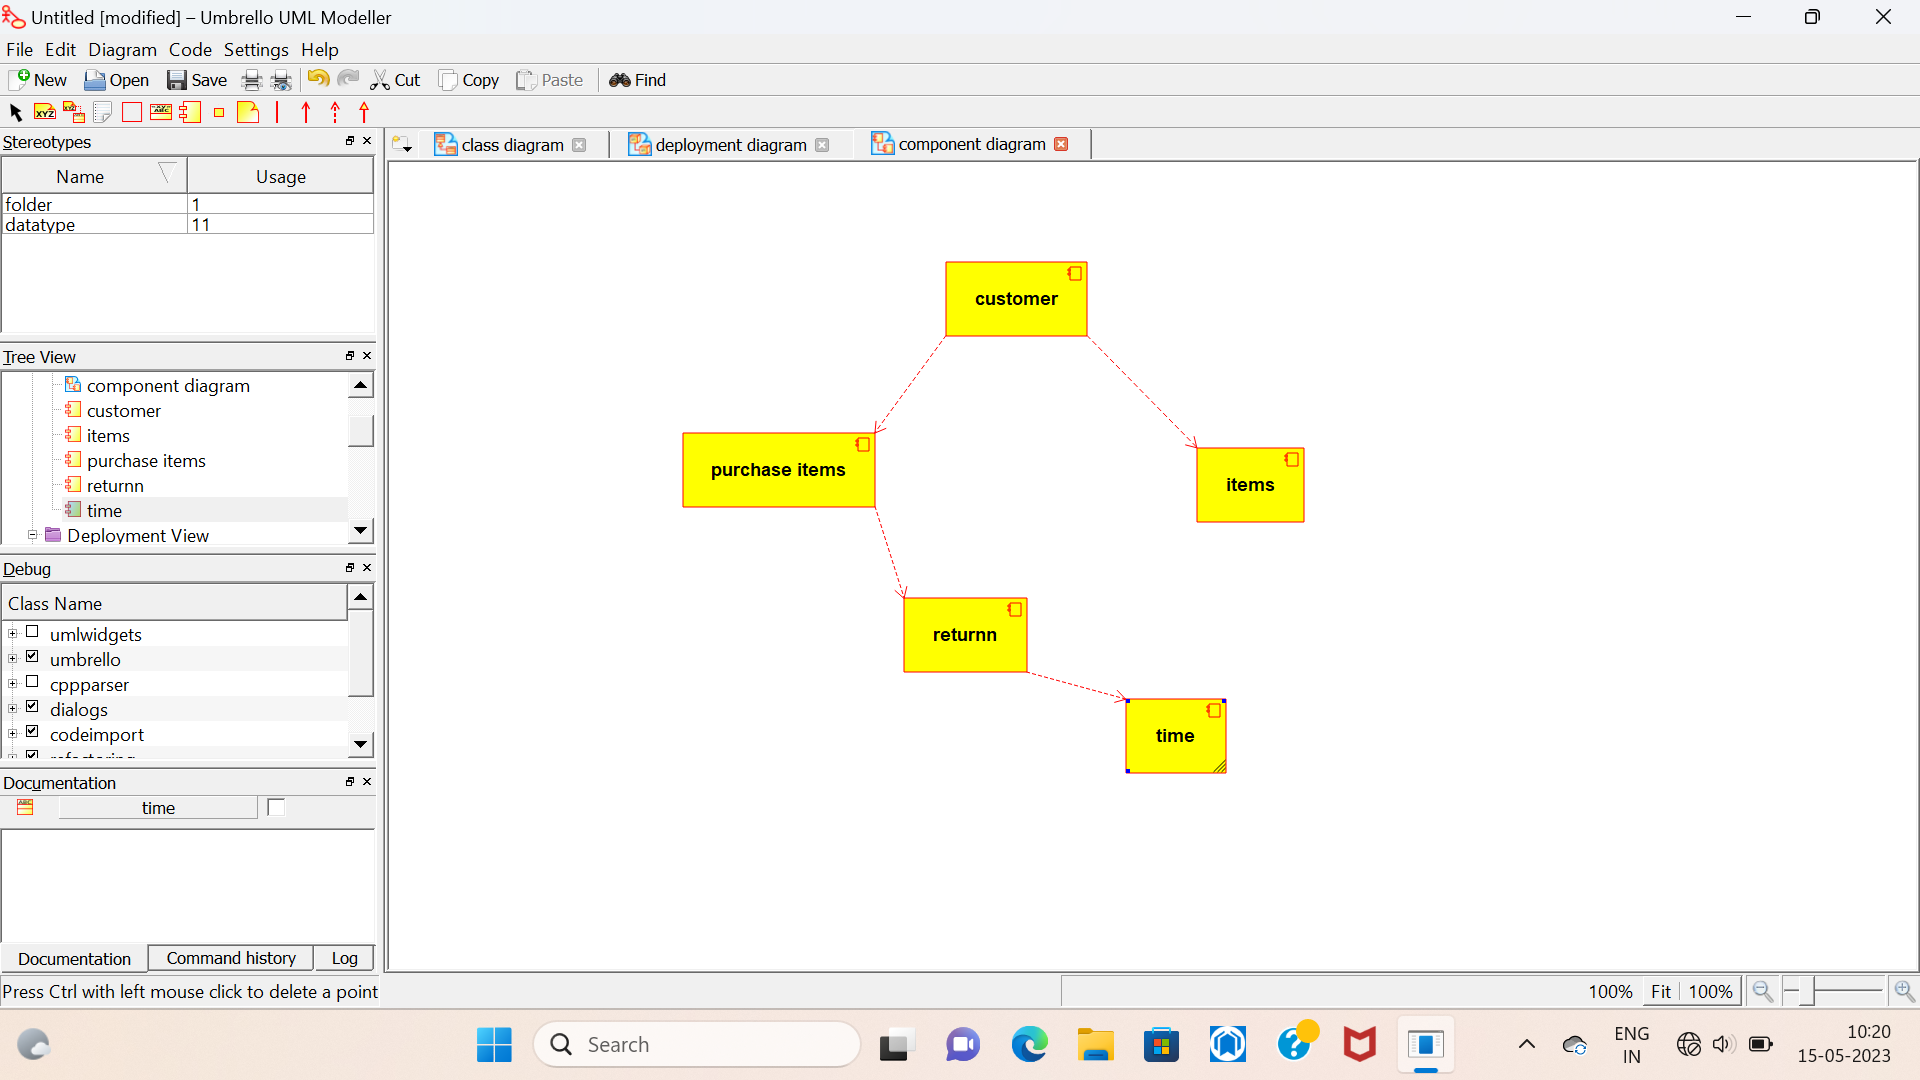 Untitled [modified] – Umbrello UML Modeller
File Edit Diagram Code Settings Help
New Open Save Cut Copy Paste Find
XYZ
Stereotypes
Name Usage
folder 1
datatype 11
Tree View
component diagram
customer
items
purchase items
returnn
time
Deployment View
Debug
Class Name
umlwidgets
umbrello
cppparser
dialogs
codeimport
refactoring
Documentation
time
Documentation Command history Log
class diagram deployment diagram component diagram
customer
purchase items
items
returnn
time
Press Ctrl with left mouse click to delete a point
100% Fit 100%
Search
ENG
IN
10:20
15-05-2023